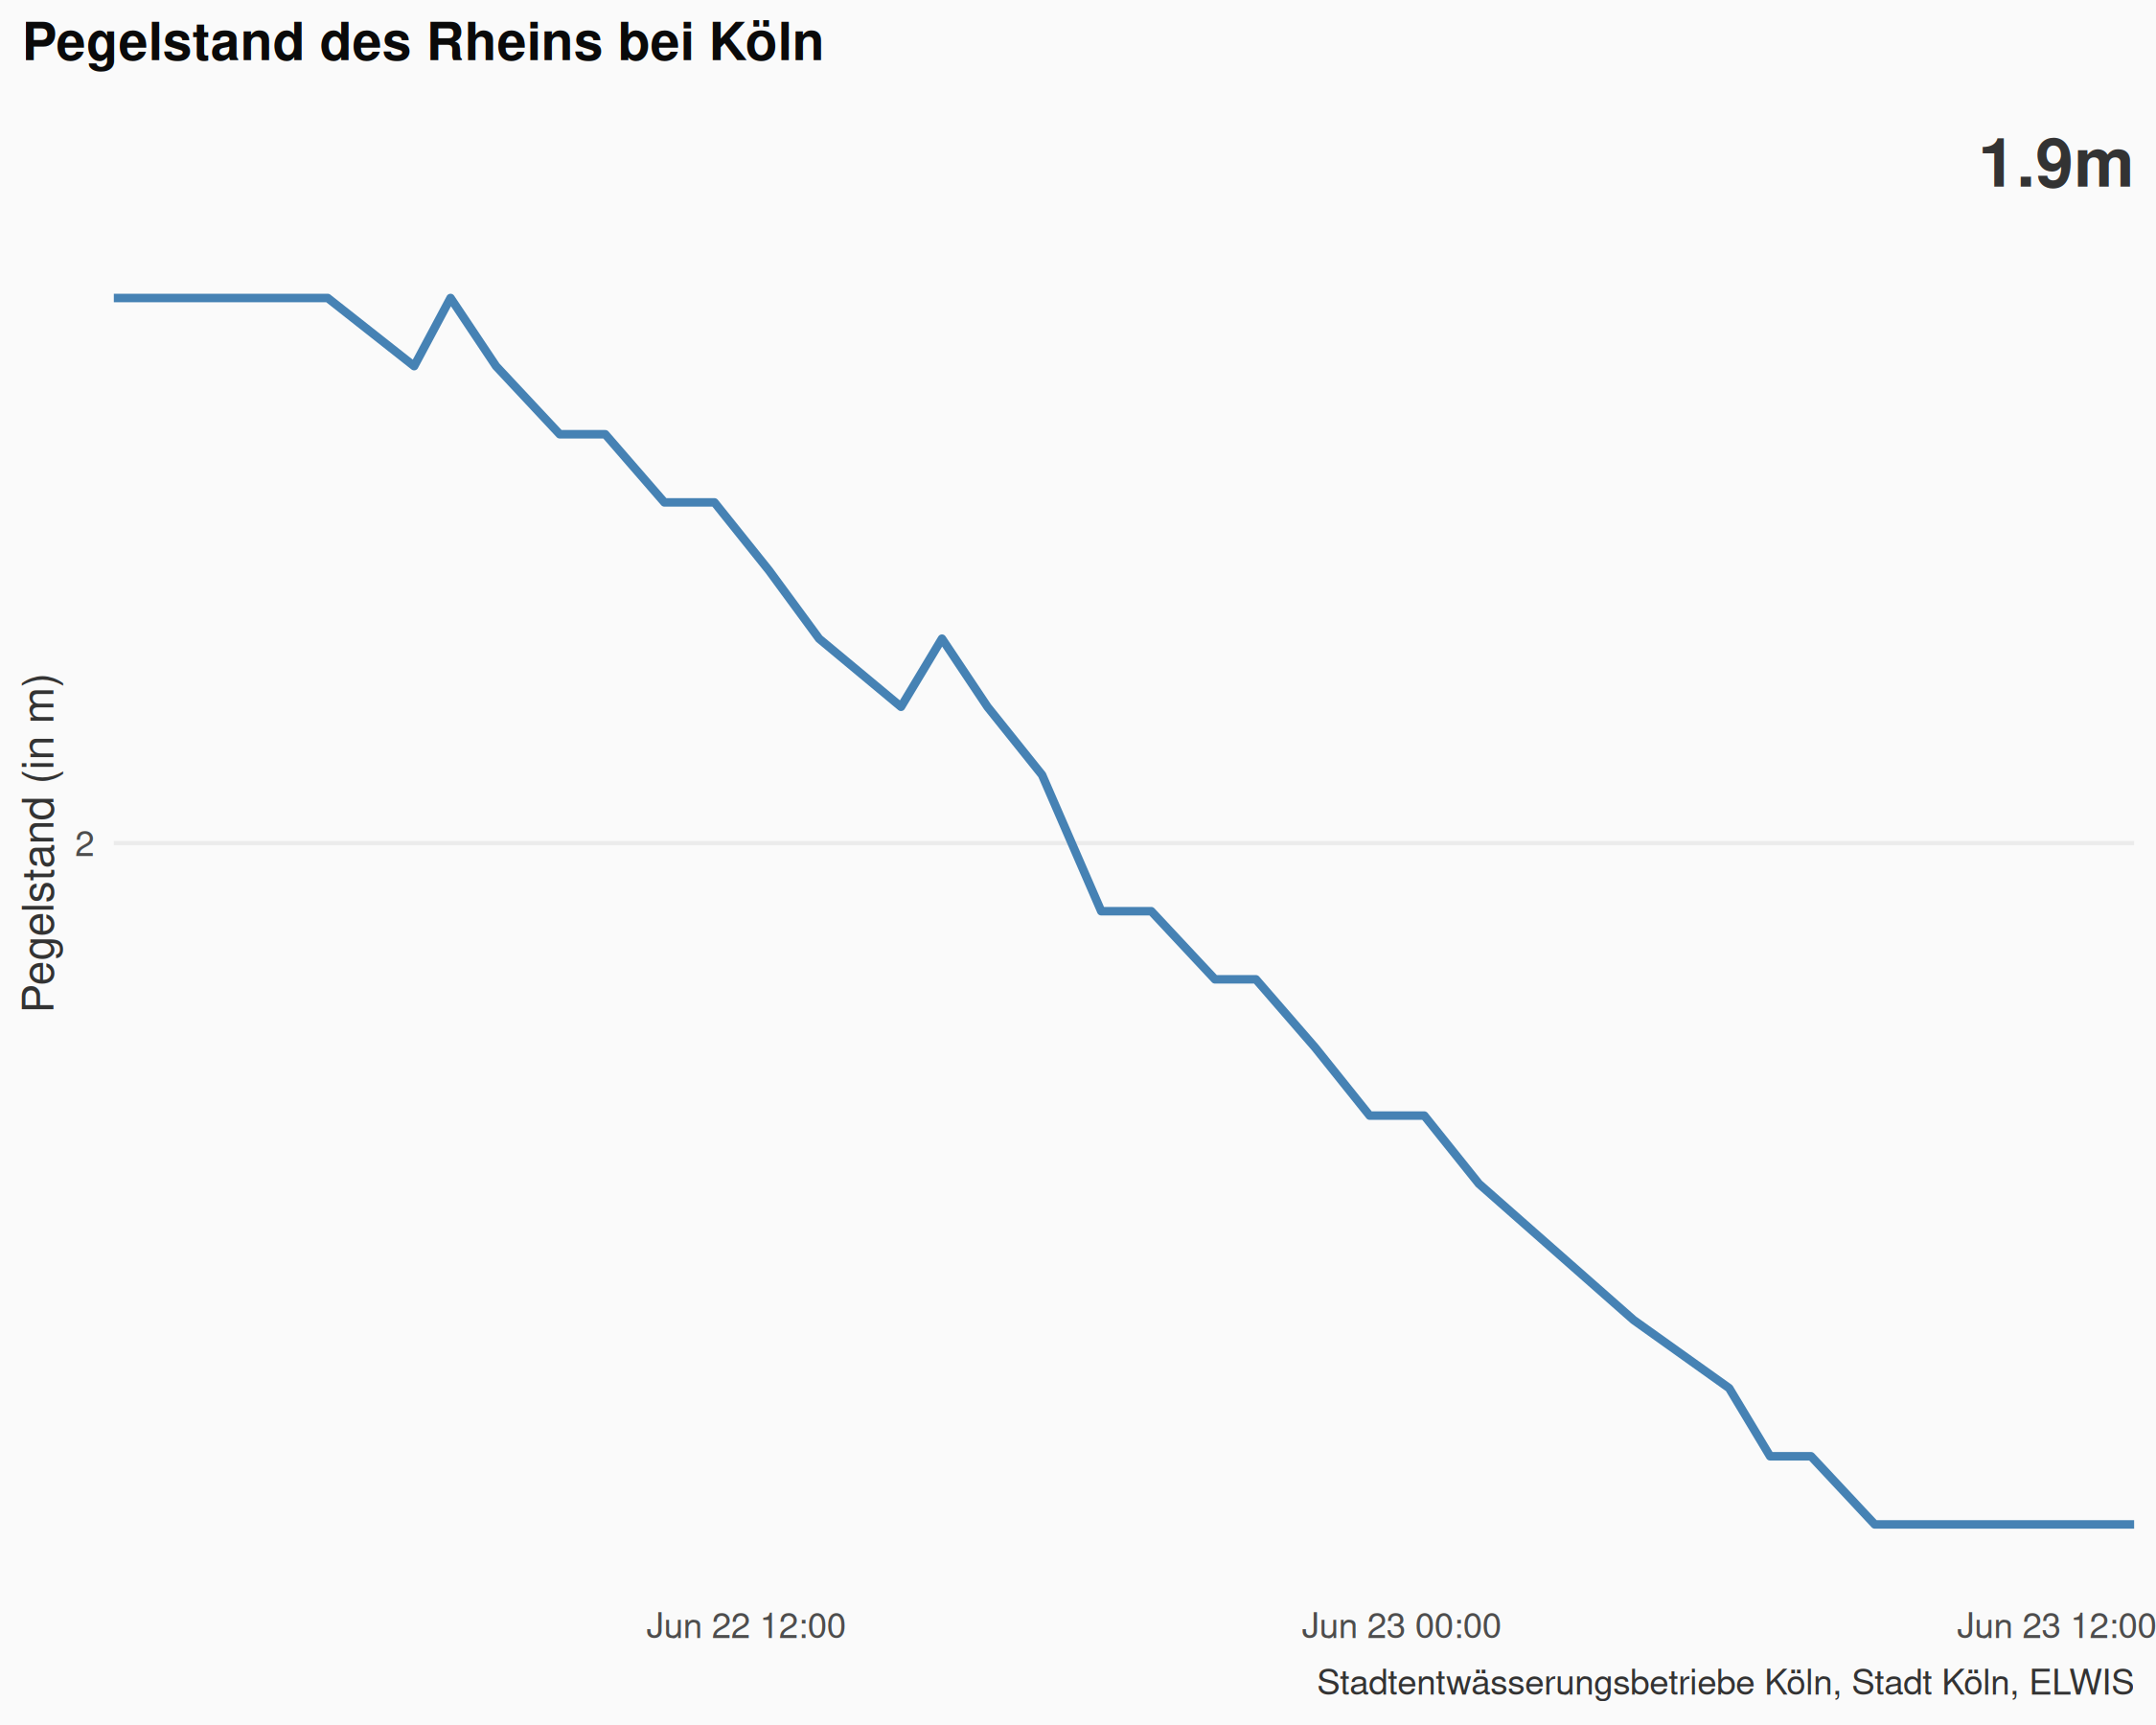 Pegelstand des Rheins bei Köln
1.9m
Pegelstand (in m)
2
Jun 22 12:00
Jun 23 00:00
Jun 23 12:00
Stadtentwässerungsbetriebe Köln, Stadt Köln, ELWIS